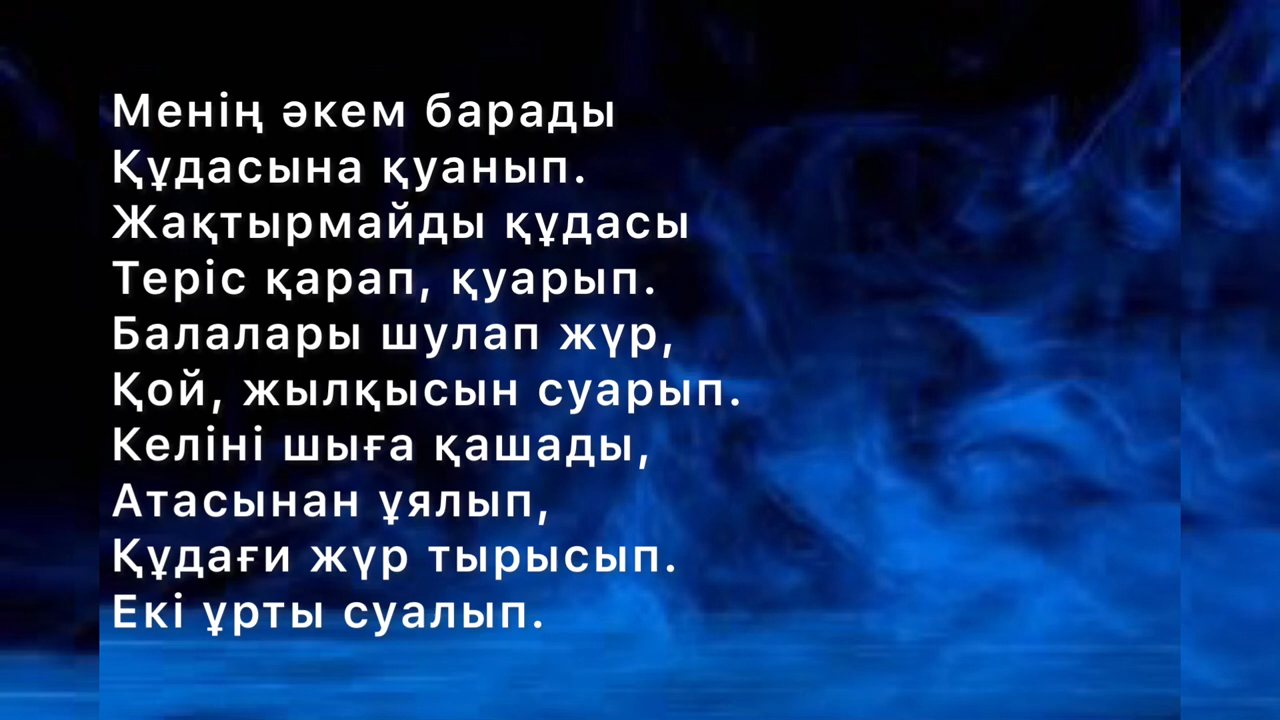 Менің әкем барады
Құдасына қуанып.
Жақтырмайды құдасы
Теріс қарап, қуарып.
Балалары шулап жүр,
Қой, жылқысын суарып.
Келіні шыға қашады,
Атасынан ұялып,
Құдағи жүр тырысып.
Екі ұрты суалып.